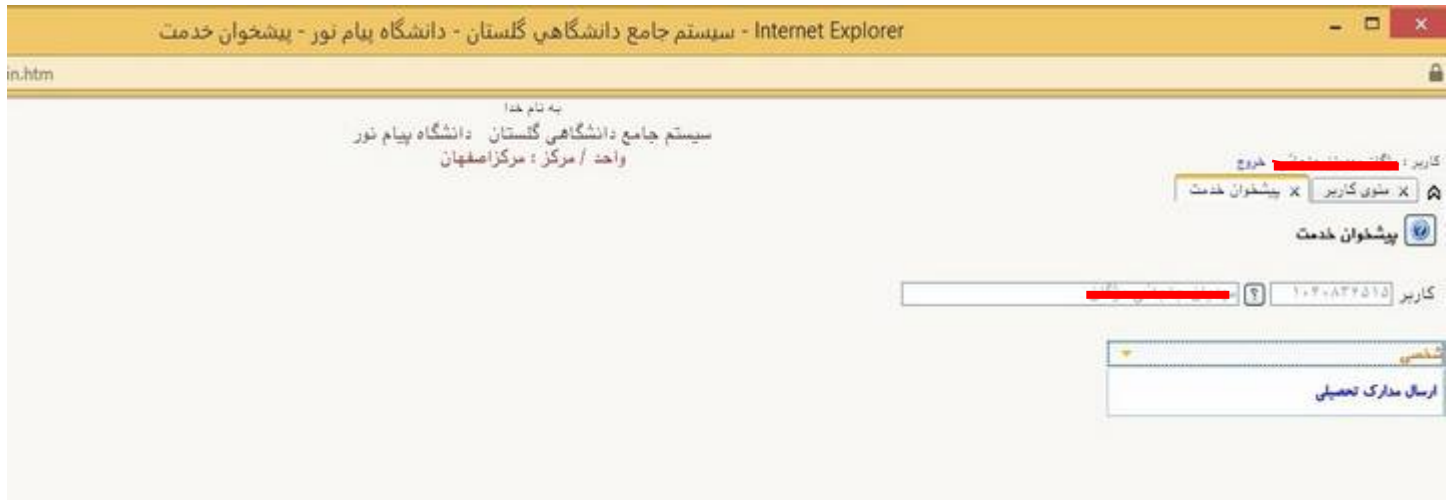 سیستم جامع دانشگاهي گلستان - دانشگاه پیام نور - پیشخوان خدمت - Internet Explorer
in.htm
به نام خدا
سیستم جامع دانشگاهی گلستان دانشگاه پیام نور
واحد / مرکز : مرکزاصفهان
کاربر : خروج
x منوی کاربر x پیشخوان خدمت
پیشخوان خدمت
کاربر ؟
شخصی
ارسال مدارک تحصیلی